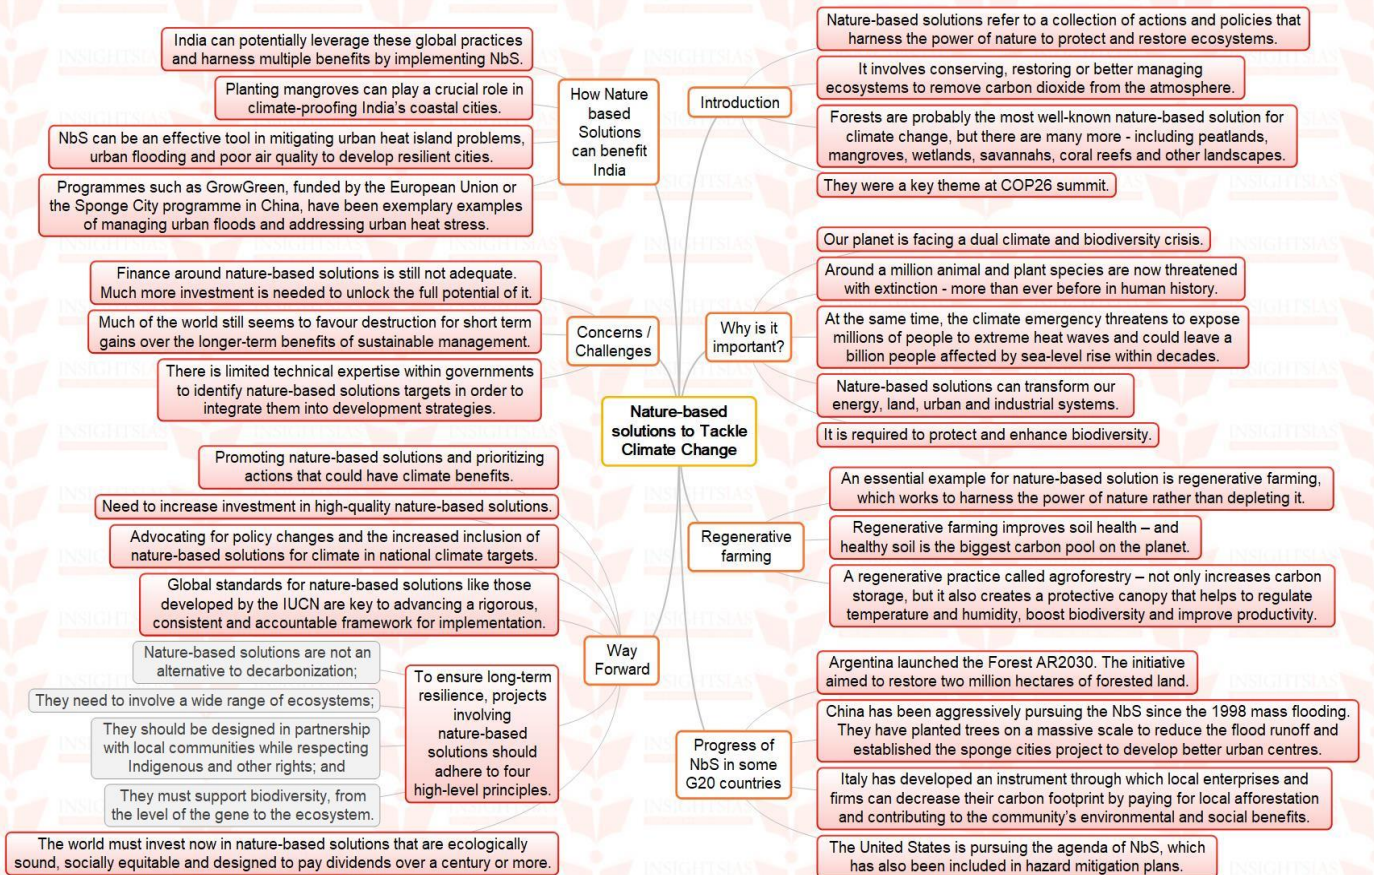 Nature-based
solutions to Tackle
Climate Change
Introduction
Nature-based solutions refer to a collection of actions and policies that
harness the power of nature to protect and restore ecosystems.
It involves conserving, restoring or better managing
ecosystems to remove carbon dioxide from the atmosphere.
Forests are probably the most well-known nature-based solution for
climate change, but there are many more - including peatlands,
mangroves, wetlands, savannahs, coral reefs and other landscapes.
They were a key theme at COP26 summit.
Why is it
important?
Our planet is facing a dual climate and biodiversity crisis.
Around a million animal and plant species are now threatened
with extinction - more than ever before in human history.
At the same time, the climate emergency threatens to expose
millions of people to extreme heat waves and could leave a
billion people affected by sea-level rise within decades.
Nature-based solutions can transform our
energy, land, urban and industrial systems.
It is required to protect and enhance biodiversity.
Regenerative
farming
An essential example for nature-based solution is regenerative farming,
which works to harness the power of nature rather than depleting it.
Regenerative farming improves soil health – and
healthy soil is the biggest carbon pool on the planet.
A regenerative practice called agroforestry – not only increases carbon
storage, but it also creates a protective canopy that helps to regulate
temperature and humidity, boost biodiversity and improve productivity.
Progress of
NbS in some
G20 countries
Argentina launched the Forest AR2030. The initiative
aimed to restore two million hectares of forested land.
China has been aggressively pursuing the NbS since the 1998 mass flooding.
They have planted trees on a massive scale to reduce the flood runoff and
established the sponge cities project to develop better urban centres.
Italy has developed an instrument through which local enterprises and
firms can decrease their carbon footprint by paying for local afforestation
and contributing to the community's environmental and social benefits.
The United States is pursuing the agenda of NbS, which
has also been included in hazard mitigation plans.
How Nature
based
Solutions
can benefit
India
India can potentially leverage these global practices
and harness multiple benefits by implementing NbS.
Planting mangroves can play a crucial role in
climate-proofing India's coastal cities.
NbS can be an effective tool in mitigating urban heat island problems,
urban flooding and poor air quality to develop resilient cities.
Programmes such as GrowGreen, funded by the European Union or
the Sponge City programme in China, have been exemplary examples
of managing urban floods and addressing urban heat stress.
Concerns /
Challenges
Finance around nature-based solutions is still not adequate.
Much more investment is needed to unlock the full potential of it.
Much of the world still seems to favour destruction for short term
gains over the longer-term benefits of sustainable management.
There is limited technical expertise within governments
to identify nature-based solutions targets in order to
integrate them into development strategies.
Way
Forward
Promoting nature-based solutions and prioritizing
actions that could have climate benefits.
Need to increase investment in high-quality nature-based solutions.
Advocating for policy changes and the increased inclusion of
nature-based solutions for climate in national climate targets.
Global standards for nature-based solutions like those
developed by the IUCN are key to advancing a rigorous,
consistent and accountable framework for implementation.
To ensure long-term
resilience, projects
involving
nature-based
solutions should
adhere to four
high-level principles.
Nature-based solutions are not an
alternative to decarbonization;
They need to involve a wide range of ecosystems;
They should be designed in partnership
with local communities while respecting
Indigenous and other rights; and
They must support biodiversity, from
the level of the gene to the ecosystem.
The world must invest now in nature-based solutions that are ecologically
sound, socially equitable and designed to pay dividends over a century or more.
INSIGHTSIAS